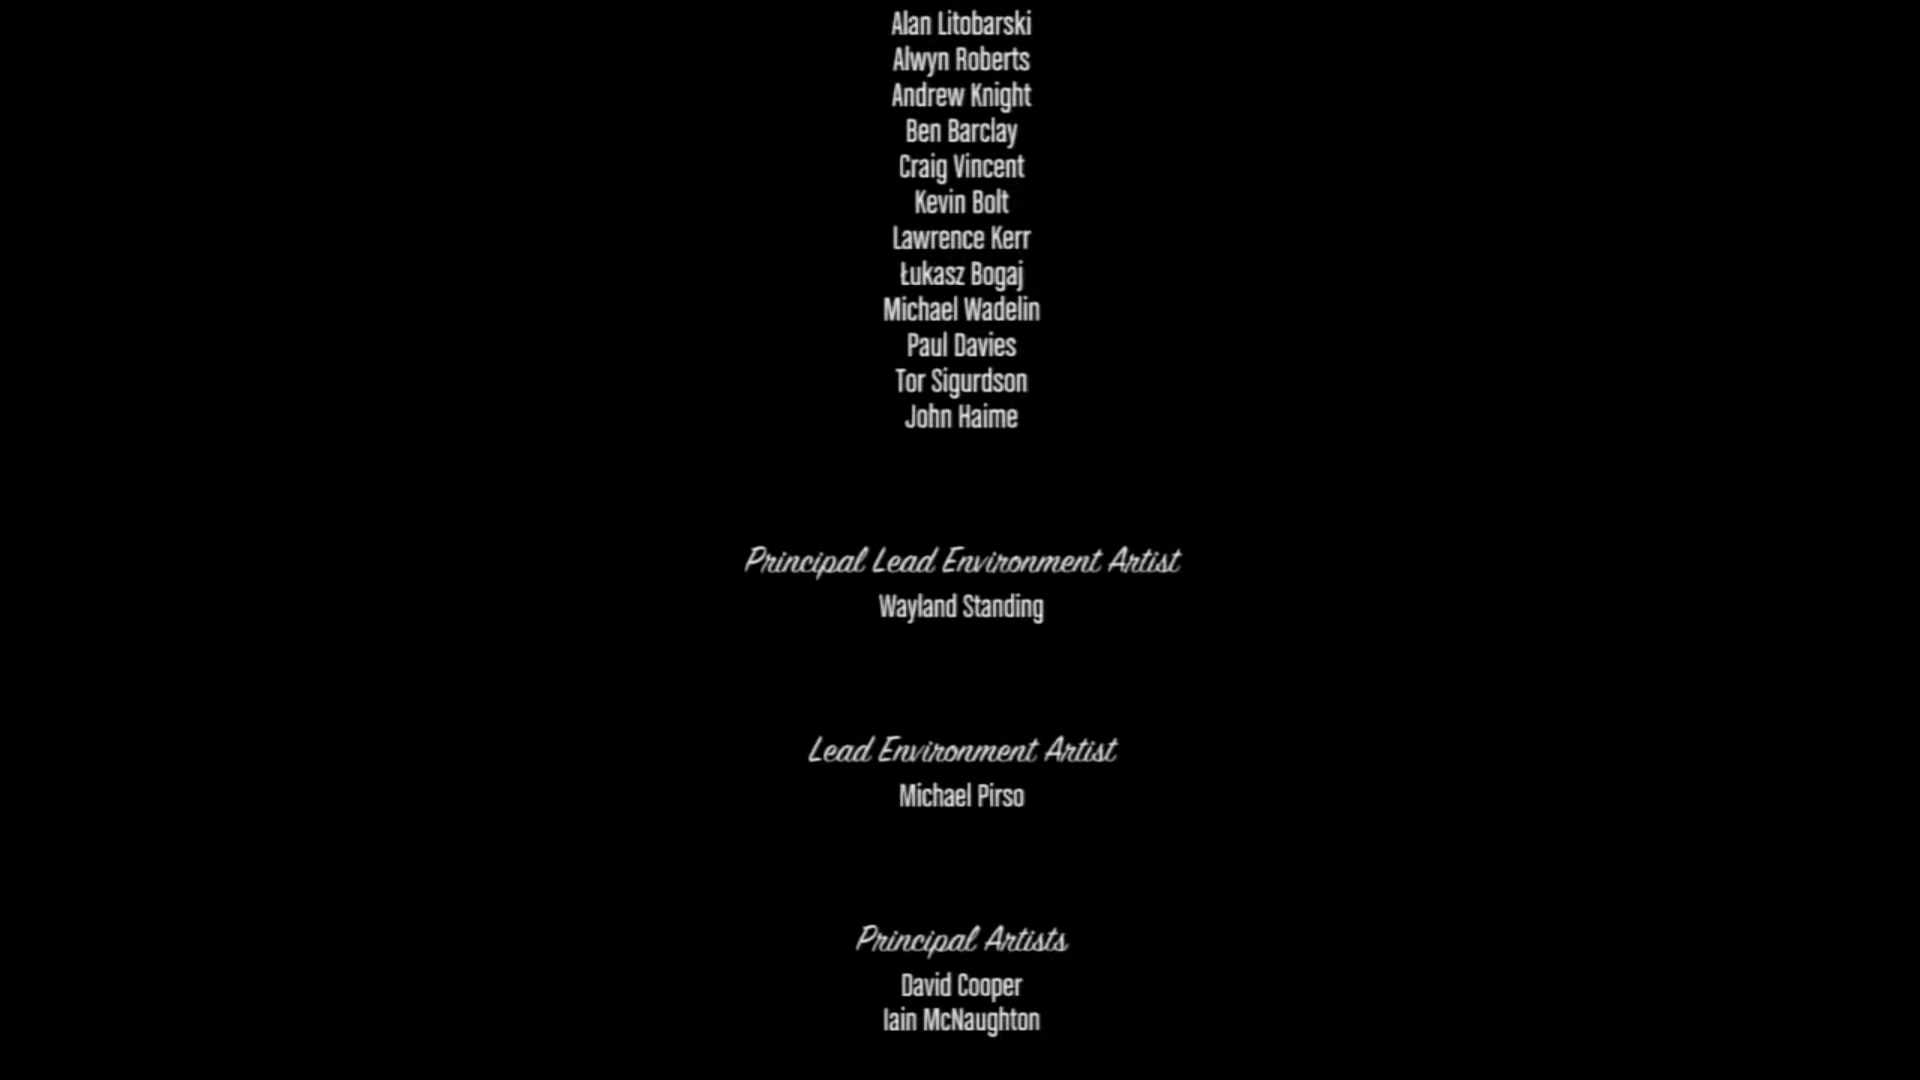 Alan Litobarski
Alwyn Roberts
Andrew Knight
Ben Barclay
Craig Vincent
Kevin Bolt
Lawrence Kerr
Łukasz Bogaj
Michael Wadelin
Paul Davies
Tor Sigurdson
John Haime
Principal Lead Environment Artist
Wayland Standing
Lead Environment Artist
Michael Pirso
Principal Artists
David Cooper
Iain McNaughton